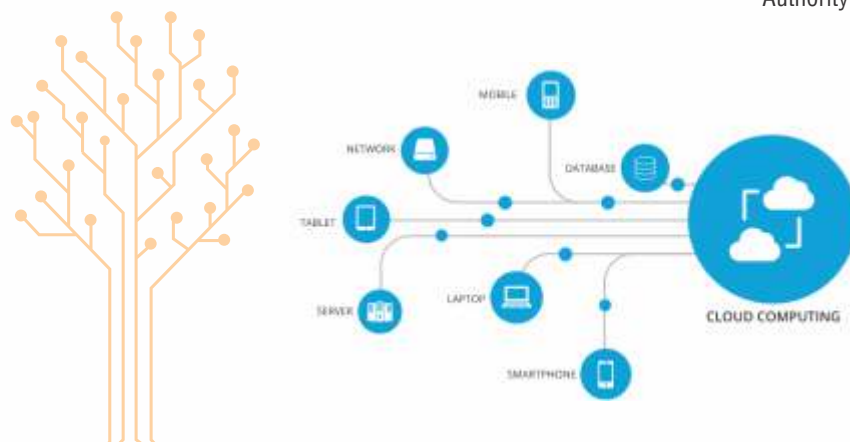 Authority
MOBILE
NETWORK
DATABASE
TABLET
SERVER
LAPTOP
CLOUD COMPUTING
SMARTPHONE